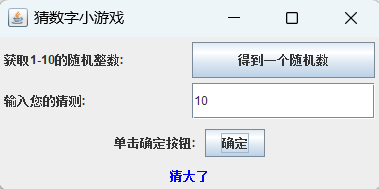 猜数字小游戏
获取1-10的随机整数: 得到一个随机数
输入您的猜测: 10
单击确定按钮: 确定
猜大了